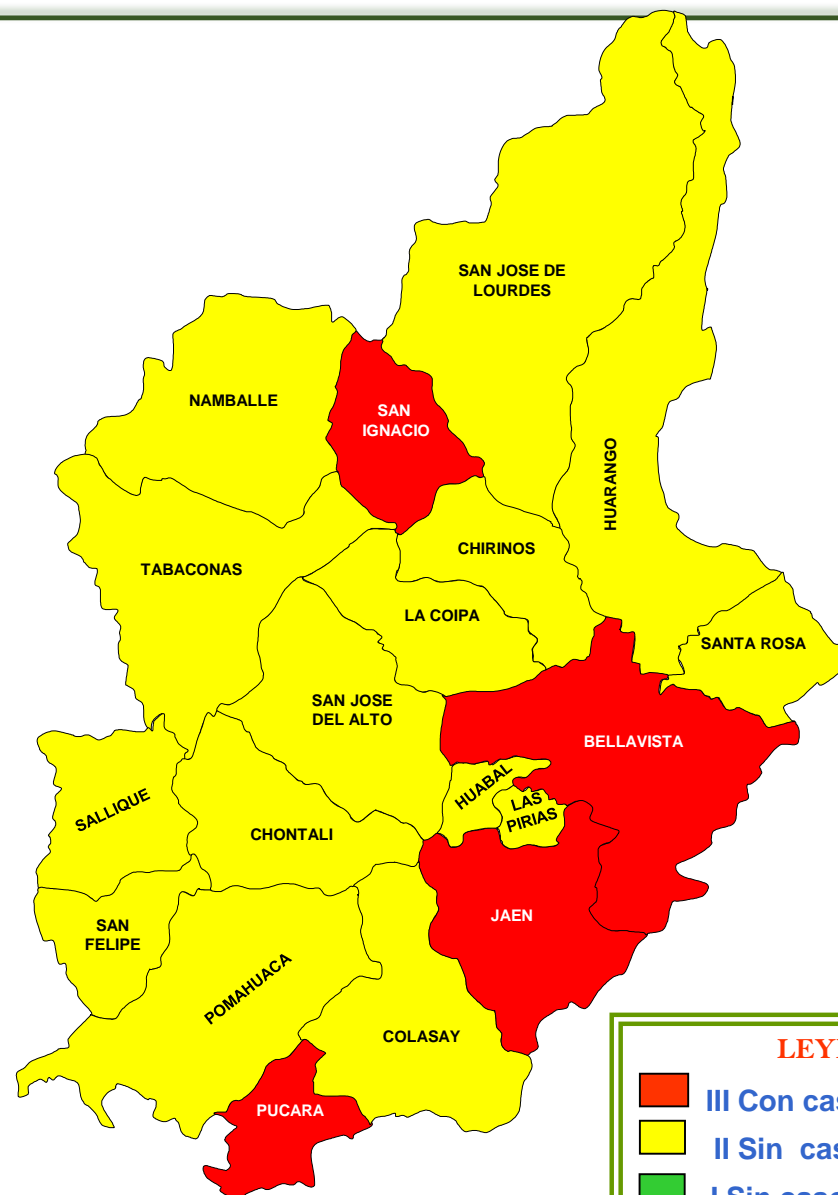 SAN JOSE DE
LOURDES
NAMBALLE
SAN
IGNACIO
HUARANGO
CHIRINOS
TABACONAS
LA COIPA
SANTA ROSA
SAN JOSE
DEL ALTO
BELLAVISTA
HUABAL
LAS
PIRIAS
SALLIQUE
CHONTALI
JAEN
SAN
FELIPE
POMAHUACA
COLASAY
PUCARA
III Con
II Sin
I Sin